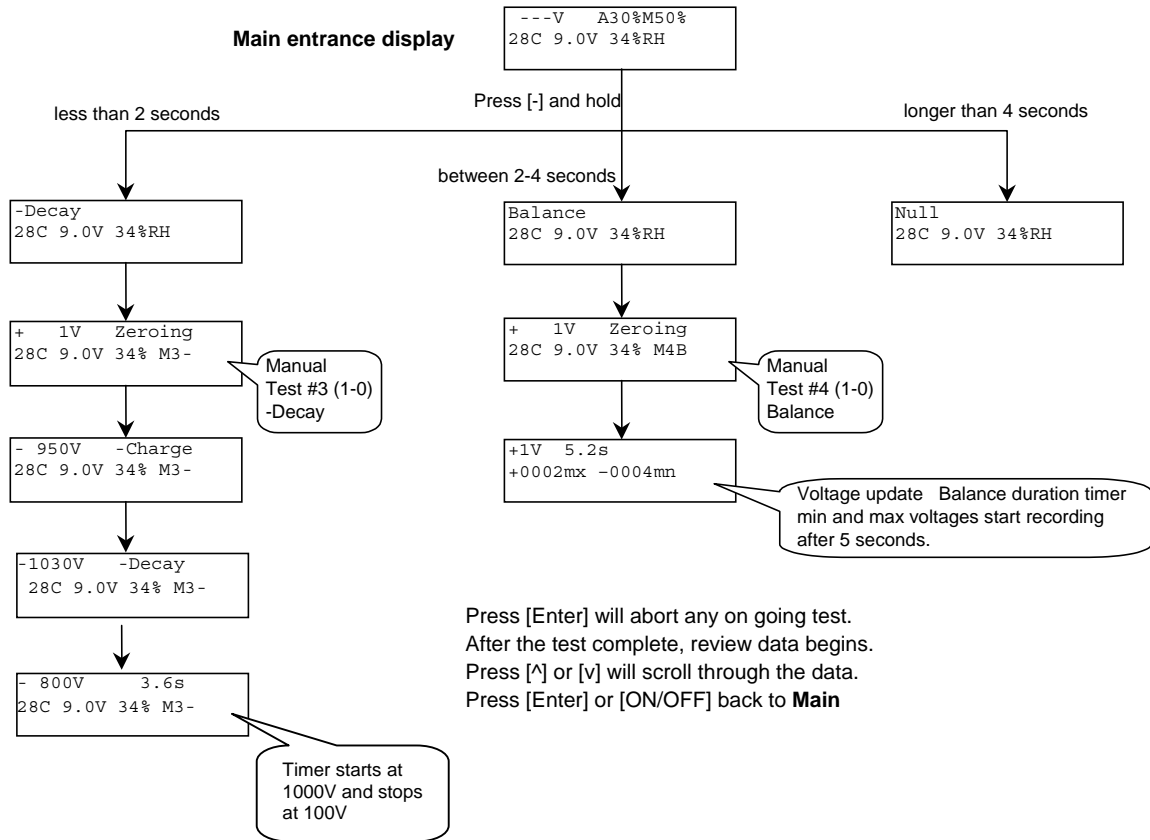 ---V A30%M50%
28C 9.0V 34%RH
Main entrance display
Press [-] and hold
less than 2 seconds
longer than 4 seconds
between 2-4 seconds
-Decay
28C 9.0V 34%RH
Balance
28C 9.0V 34%RH
Null
28C 9.0V 34%RH
+ 1V Zeroing
28C 9.0V 34% M3-
Manual
Test #3 (1-0)
-Decay
+ 1V Zeroing
28C 9.0V 34% M4B
Manual
Test #4 (1-0)
Balance
- 950V -Charge
28C 9.0V 34% M3-
+1V 5.2s
+0002mx −0004mn
Voltage update Balance duration timer
min and max voltages start recording
after 5 seconds.
-1030V -Decay
28C 9.0V 34% M3-
Press [Enter] will abort any on going test.
After the test complete, review data begins.
Press [^] or [v] will scroll through the data.
Press [Enter] or [ON/OFF] back to Main
- 800V 3.6s
28C 9.0V 34% M3-
Timer starts at
1000V and stops
at 100V